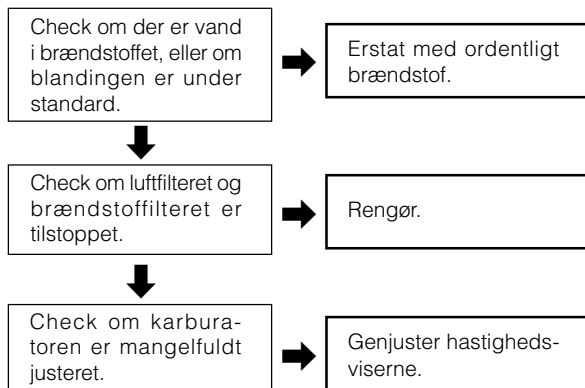 Check om der er vand
i brændstoffet, eller om
blandingen er under
standard.
Erstat med ordentligt
brændstof.
Check om luftfilteret og
brændstoffilteret er
tilstoppet.
Rengør.
Check om karbura-
toren er mangelfuldt
justeret.
Genjuster hastigheds-
viserne.